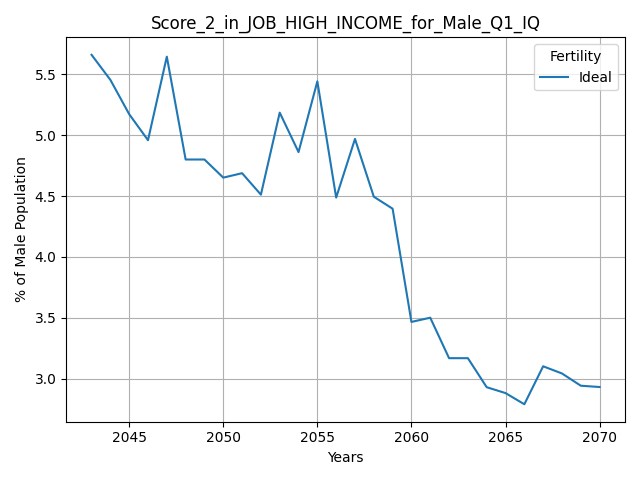 Score_2_in_JOB_HIGH_INCOME_for_Male_Q1_IQ
Fertility
Ideal
% of Male Population
5.5
5.0
4.5
4.0
3.5
3.0
2045 2050 2055 2060 2065 2070
Years